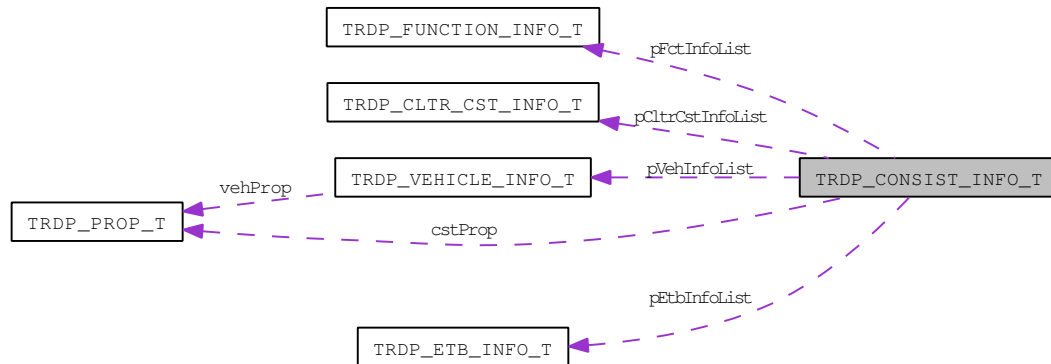 TRDP_FUNCTION_INFO_T
pFctInfoList
TRDP_CLTR_CST_INFO_T
pCltrCstInfoList
TRDP_VEHICLE_INFO_T
pVehInfoList
TRDP_CONSIST_INFO_T
vehProp
TRDP_PROP_T
cstProp
pEtbInfoList
TRDP_ETB_INFO_T